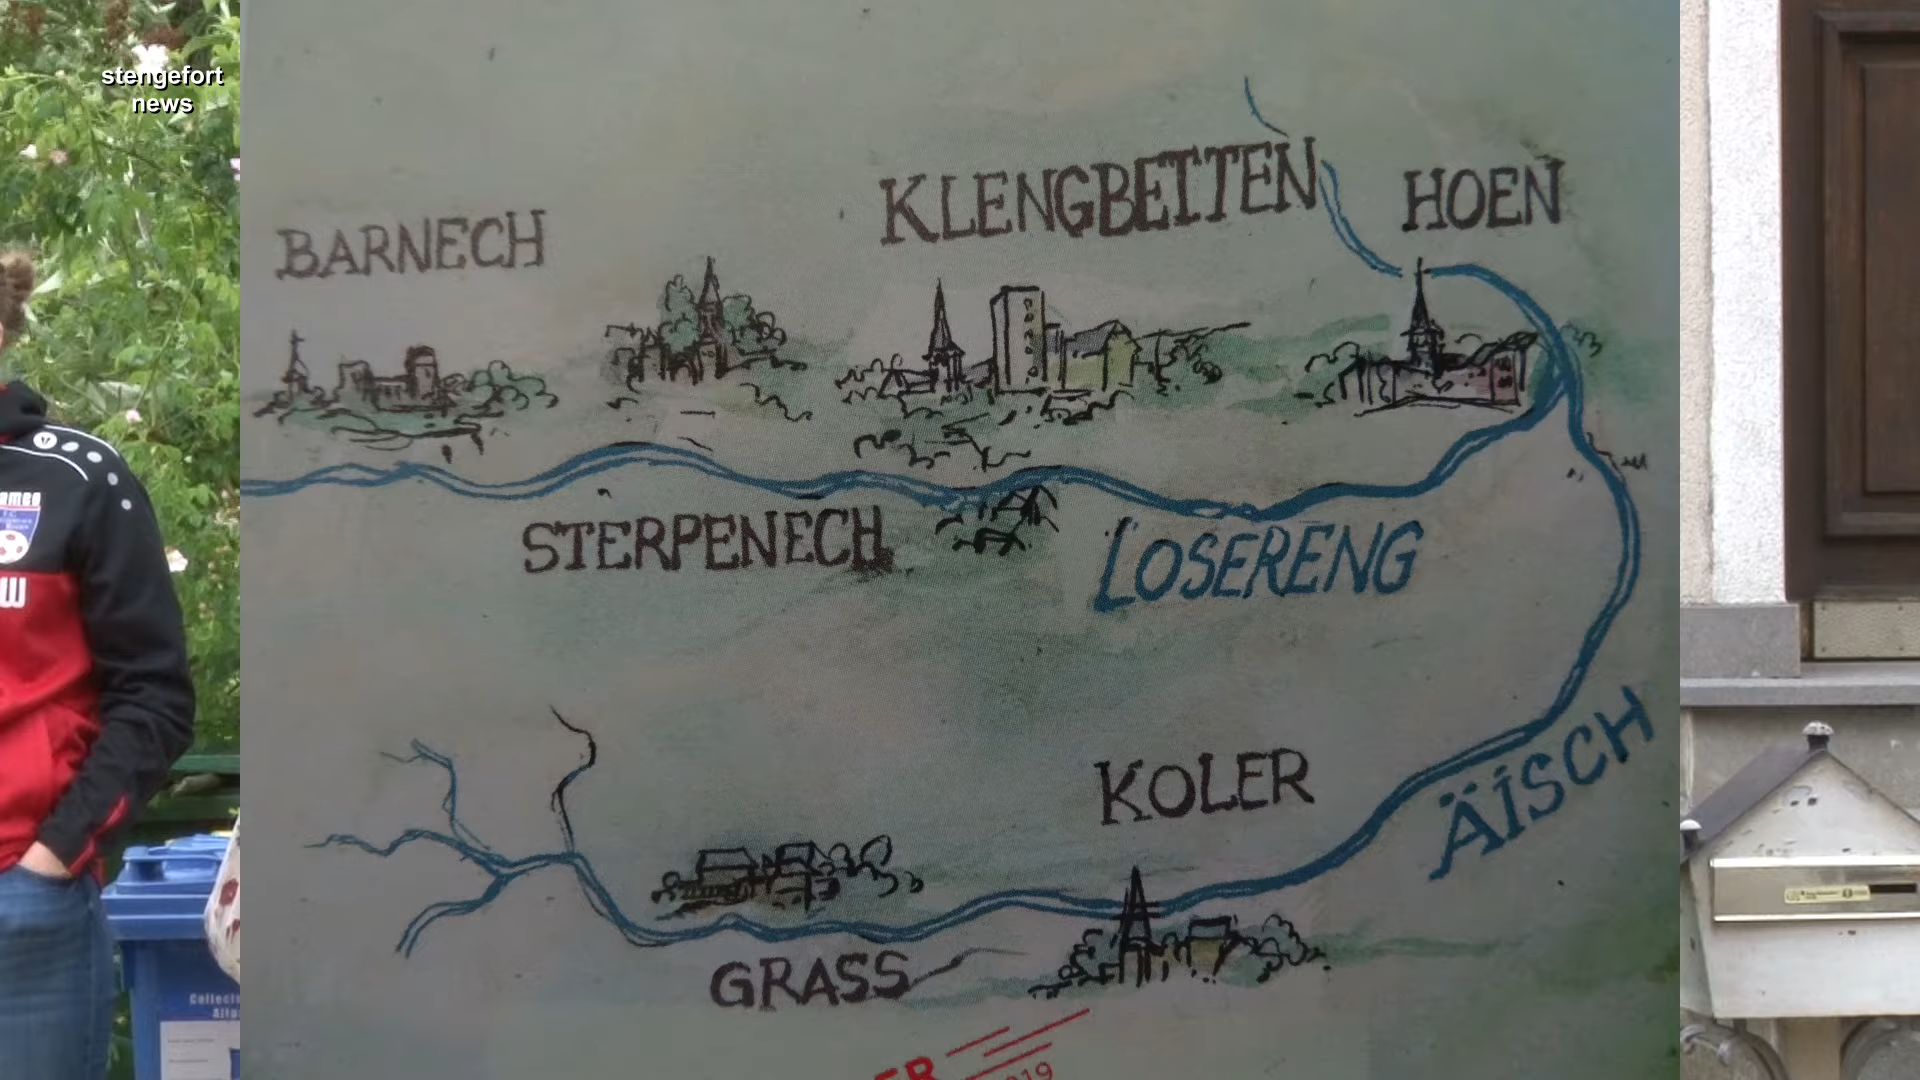 stengefort
news
KLENGBETTEN
HOEN
BARNECH
STERPENECH
LOSERENG
KOLER
ÄISCH
GRASS
W